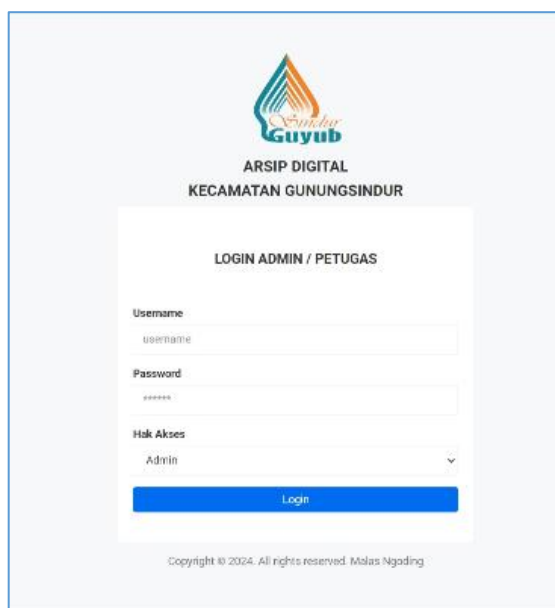 Sindur
Guyub
ARSIP DIGITAL
KECAMATAN GUNUNGSINDUR
LOGIN ADMIN / PETUGAS
Username
username
Password
******
Hak Akses
Admin
Login
Copyright © 2024. All rights reserved. Malas Ngoding